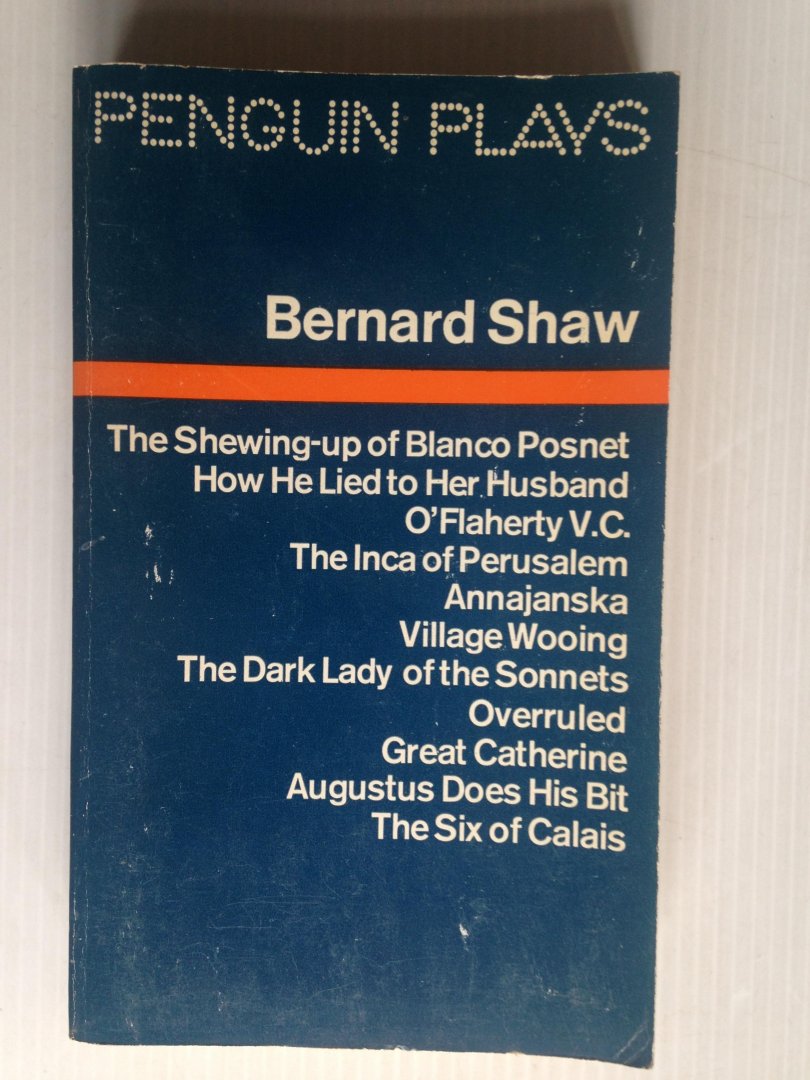 PENGUIN PLAYS
Bernard Shaw
The Shewing-up of Blanco Posnet
How He Lied to Her Husband
O'Flaherty V.C.
The Inca of Perusalem
Annajanska
Village Wooing
The Dark Lady of the Sonnets
Overruled
Great Catherine
Augustus Does His Bit
The Six of Calais